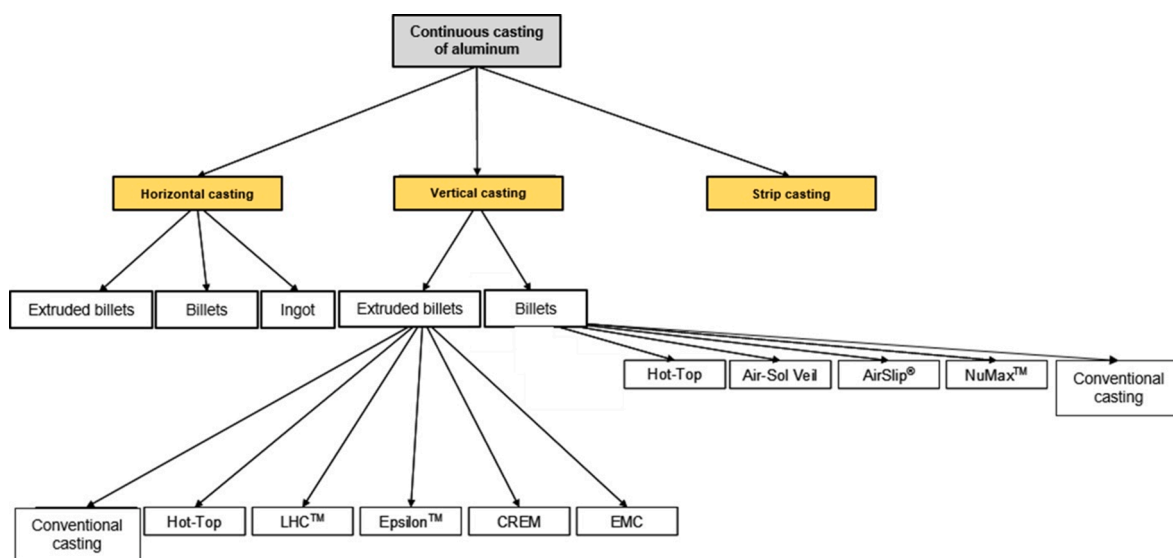 Continuous casting
of aluminum
Horizontal casting
Vertical casting
Strip casting
Extruded billets
Billets
Ingot
Extruded billets
Billets
Hot-Top
Air-Sol Veil
AirSlip®
NuMax™
Conventional
casting
Conventional
casting
Hot-Top
LHC™
Epsilon™
CREM
EMC